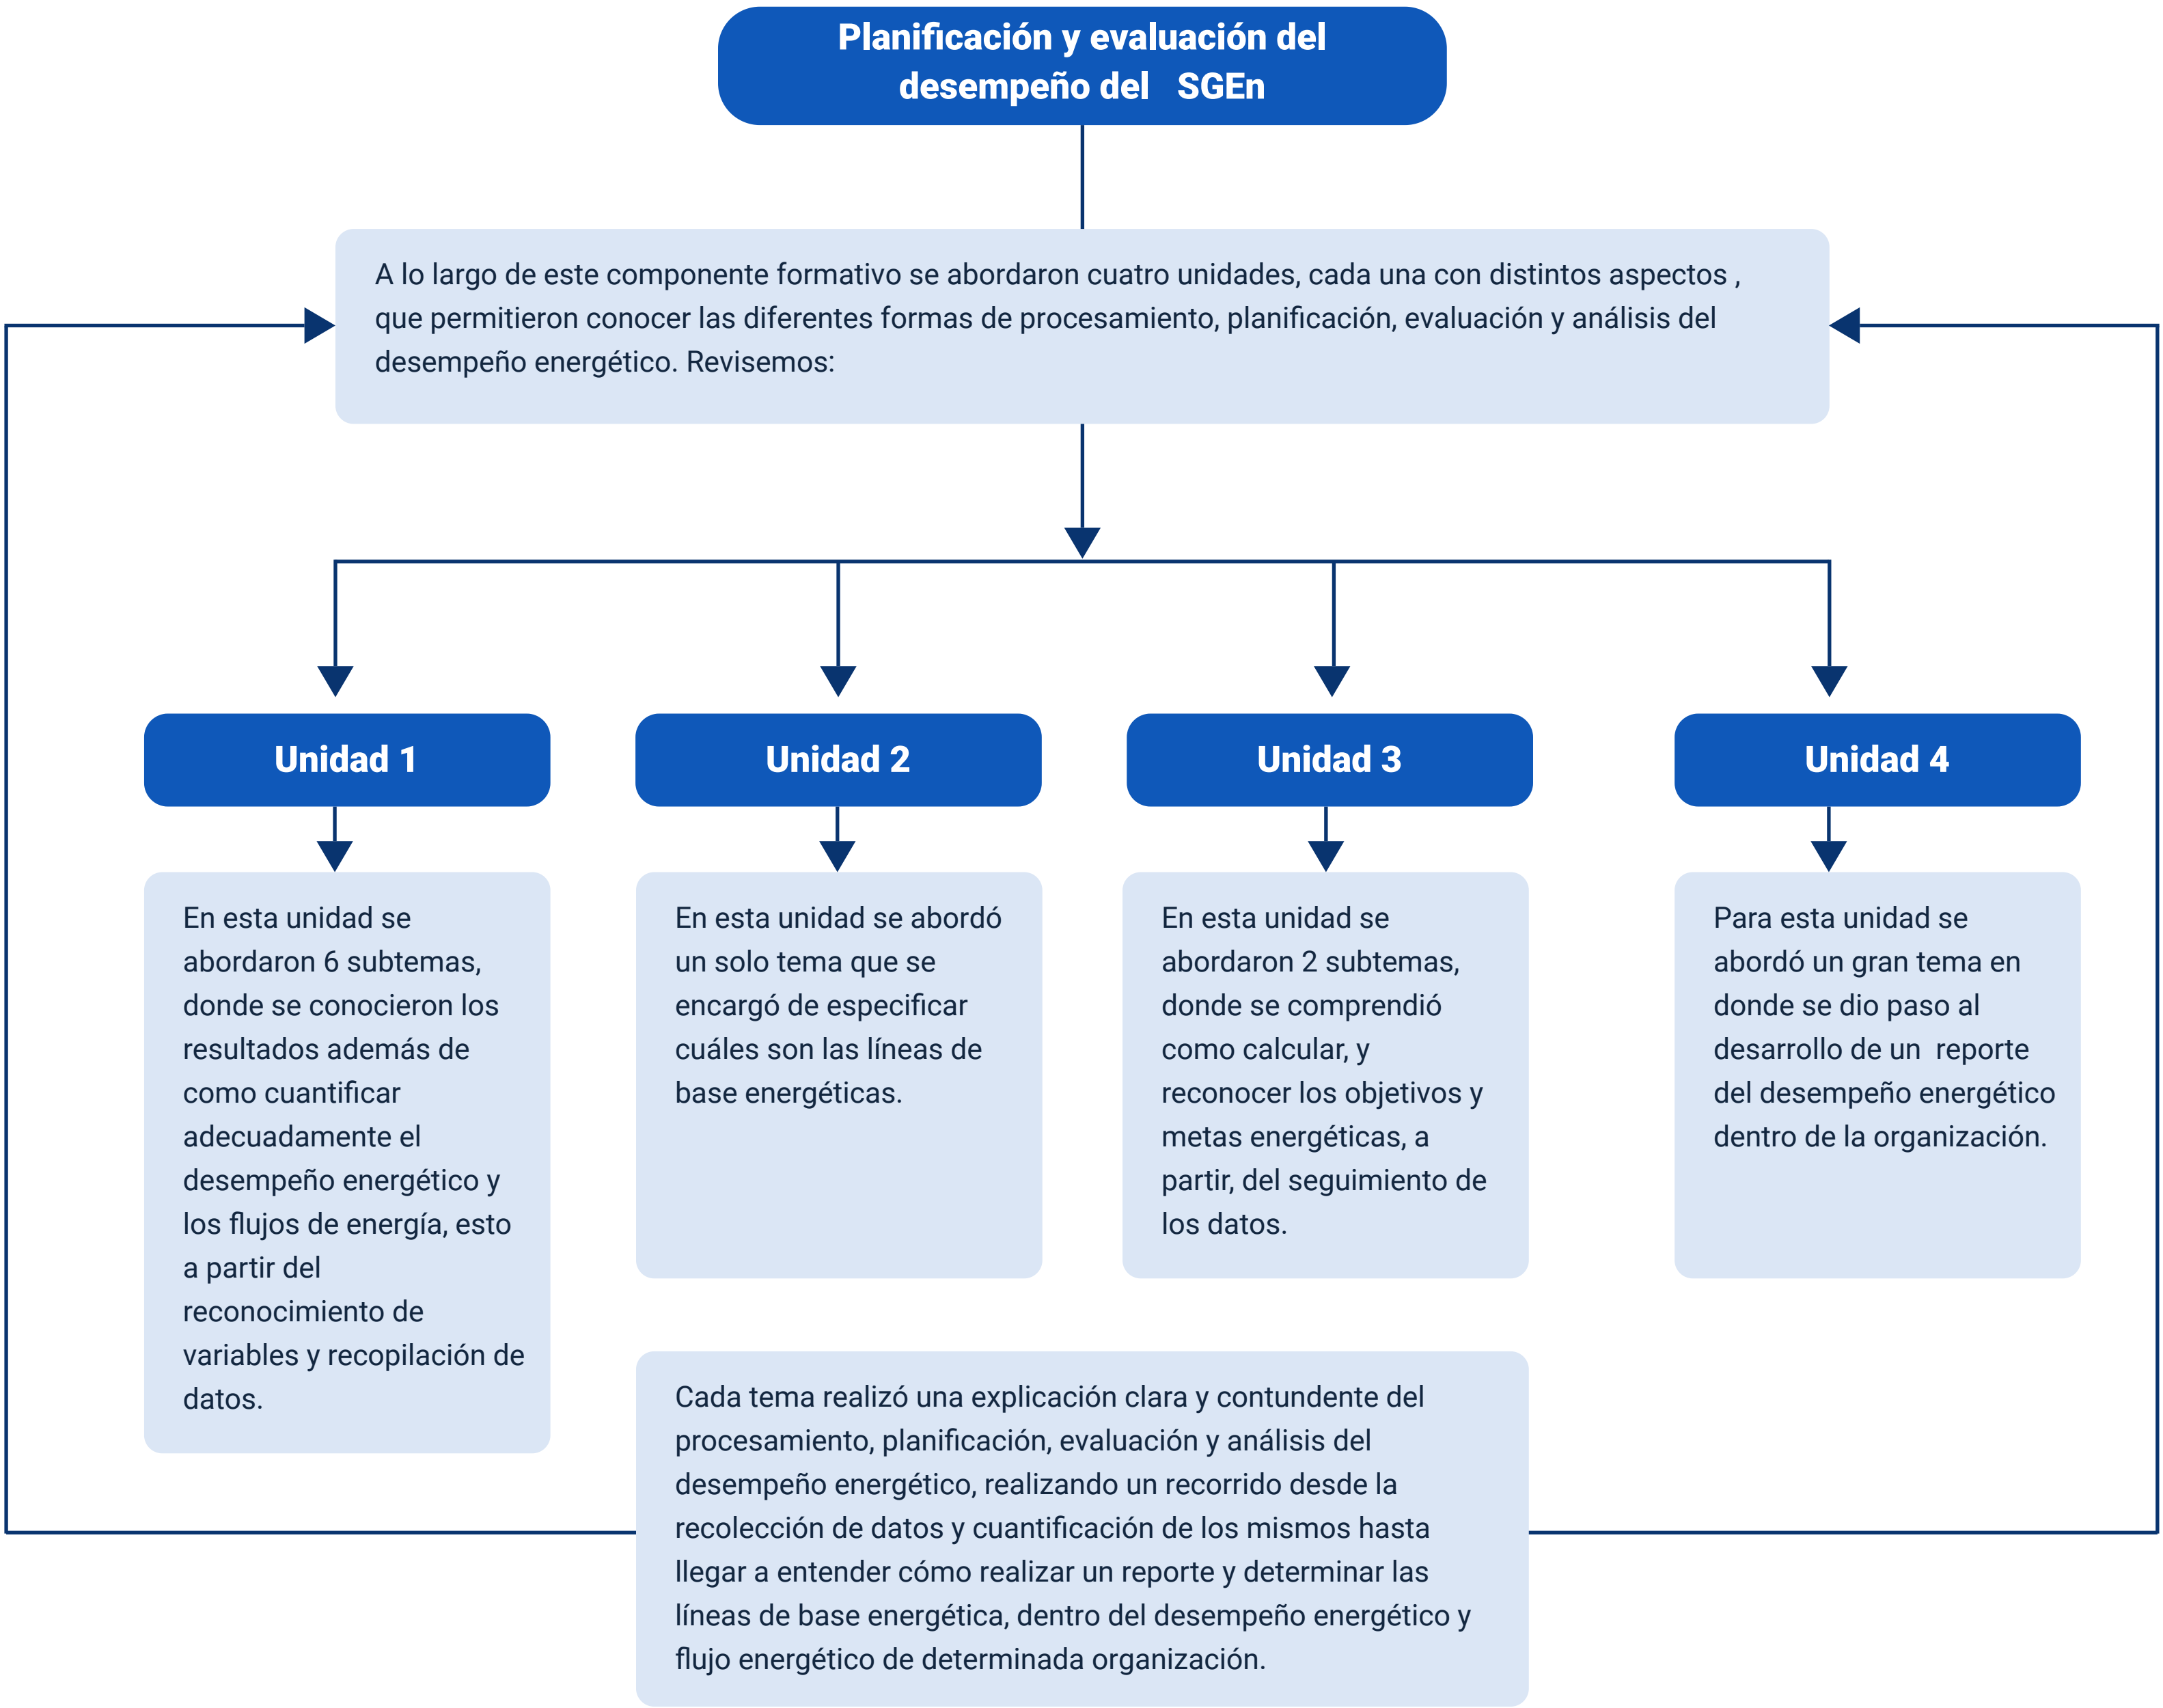 Planificación y evaluación del
desempeño del SGEn
A lo largo de este componente formativo se abordaron cuatro unidades, cada una con distintos aspectos ,
que permitieron conocer las diferentes formas de procesamiento, planificación, evaluación y análisis del
desempeño energético. Revisemos:
Unidad 1
En esta unidad se
abordaron 6 subtemas,
donde se conocieron los
resultados además de
como cuantificar
adecuadamente el
desempeño energético y
los flujos de energía, esto
a partir del
reconocimiento de
variables y recopilación de
datos.
Unidad 2
En esta unidad se abordó
un solo tema que se
encargó de especificar
cuáles son las líneas de
base energéticas.
Unidad 3
En esta unidad se
abordaron 2 subtemas,
donde se comprendió
como calcular, y
reconocer los objetivos y
metas energéticas, a
partir, del seguimiento de
los datos.
Unidad 4
Para esta unidad se
abordó un gran tema en
donde se dio paso al
desarrollo de un reporte
del desempeño energético
dentro de la organización.
Cada tema realizó una explicación clara y contundente del
procesamiento, planificación, evaluación y análisis del
desempeño energético, realizando un recorrido desde la
recolección de datos y cuantificación de los mismos hasta
llegar a entender cómo realizar un reporte y determinar las
líneas de base energética, dentro del desempeño energético y
flujo energético de determinada organización.